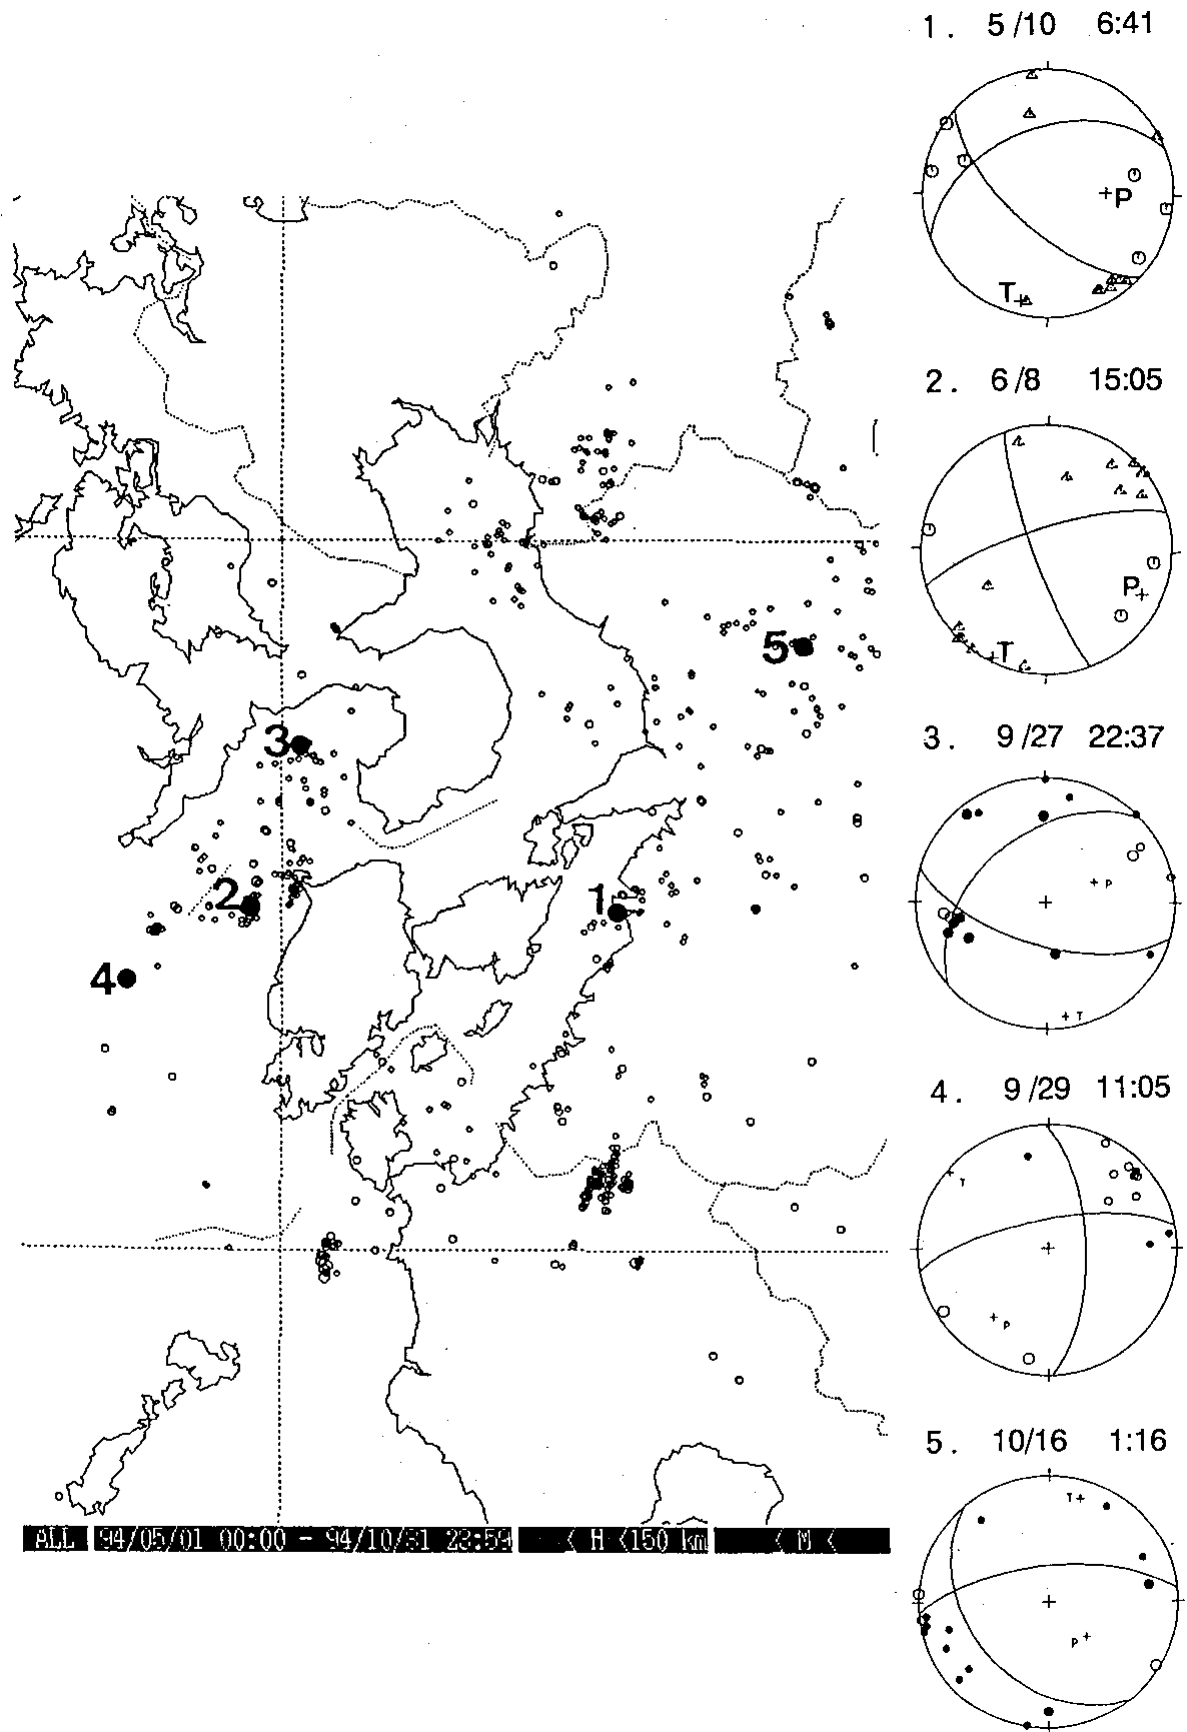 1. 5/10 6:41
P
T
2. 6/8 15:05
P
T
3. 9/27 22:37
P
T
4. 9/29 11:05
T
P
5. 10/16 1:16
T
P
5
3
2
1
4
ALL 94/05/01 00:00 - 94/10/31 23:59 < H <150 km < M <